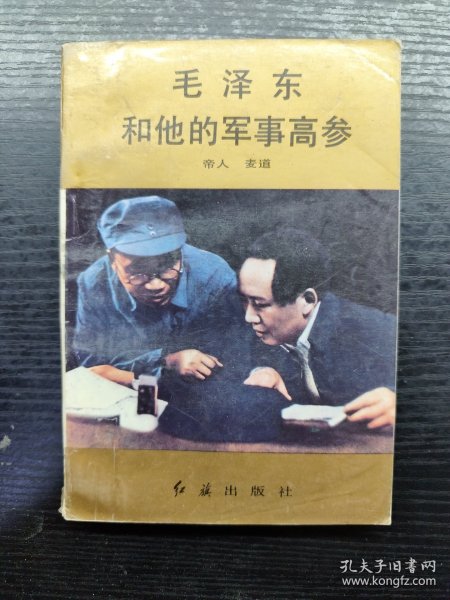 毛泽东
和他的军事高参
帝人 麦道
红旗出版社
孔夫子旧书网
www.kongfz.com